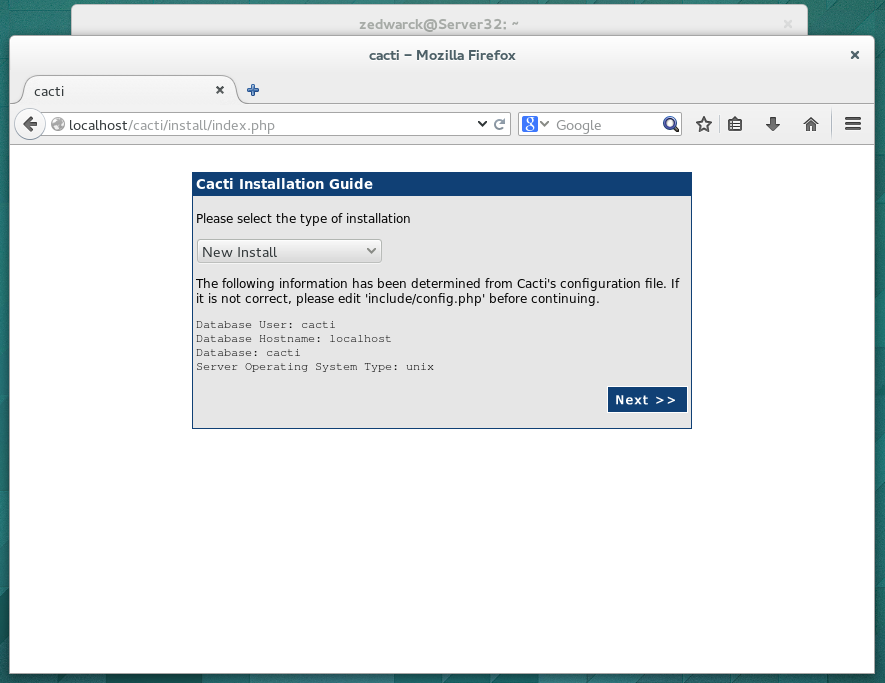 zedwarck@Server32: ~
cacti - Mozilla Firefox
cacti
localhost/cacti/install/index.php
8 Google
Cacti Installation Guide
Please select the type of installation
New Install
The following information has been determined from Cacti's configuration file. If
it is not correct, please edit 'include/config.php' before continuing.
Database User: cacti
Database Hostname: localhost
Database: cacti
Server Operating System Type: unix
Next >>